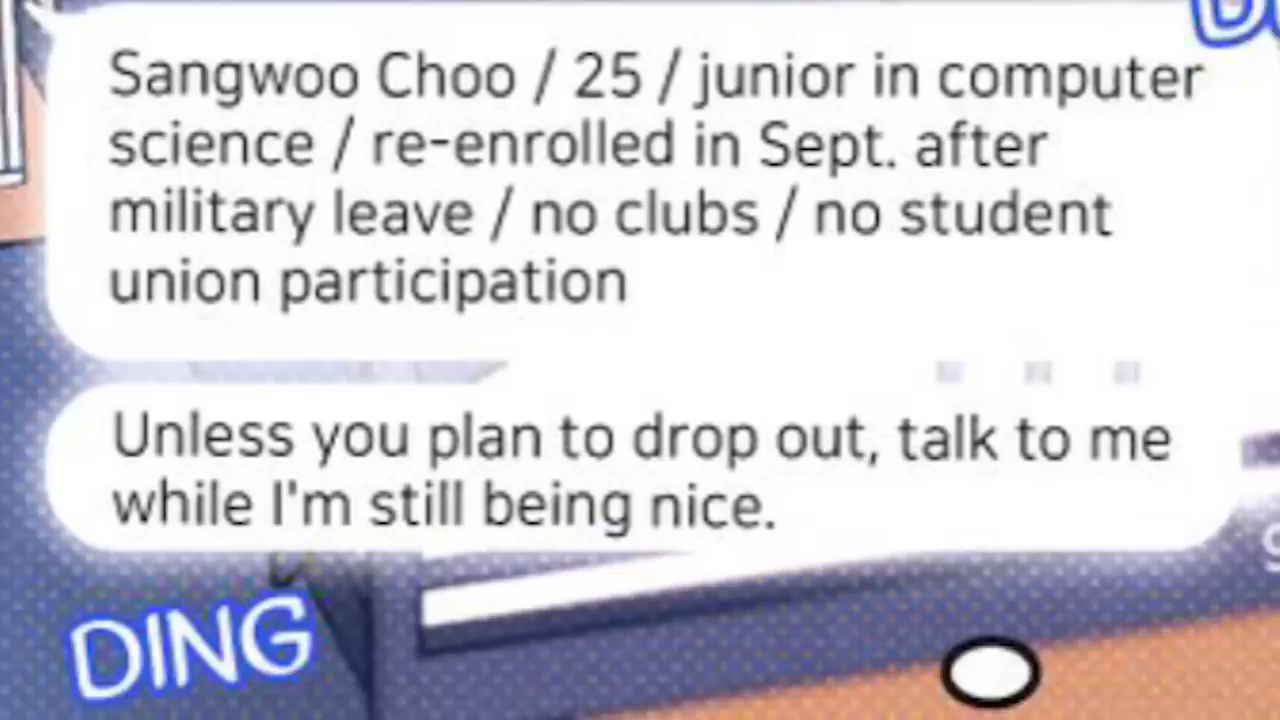 Sangwoo Choo / 25 / junior in computer
science / re-enrolled in Sept. after
military leave / no clubs / no student
union participation
Unless you plan to drop out, talk to me
while I'm still being nice.
DING